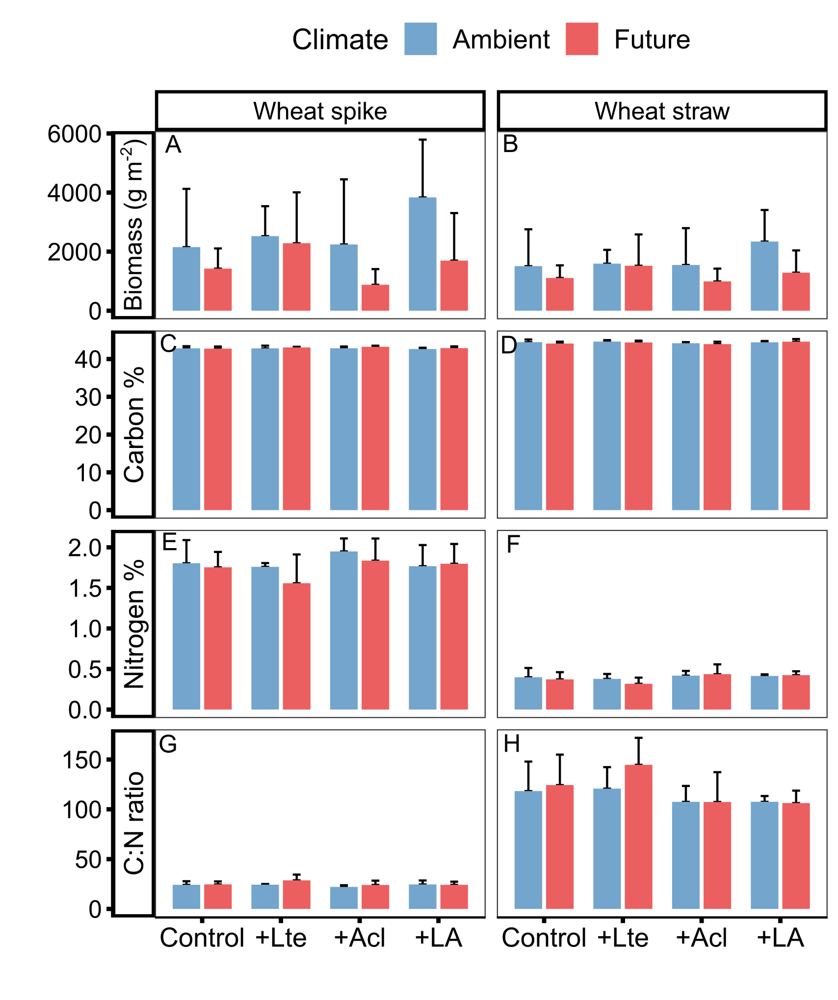 Climate Ambient Future
Wheat spike Wheat straw
Biomass (g m-2)
6000
4000
2000
0
A
B
Carbon %
40
30
20
10
0
C
D
Nitrogen %
2.0
1.5
1.0
0.5
0.0
E
F
C:N ratio
150
100
50
0
G
H
Control +Lte +Acl +LA Control +Lte +Acl +LA